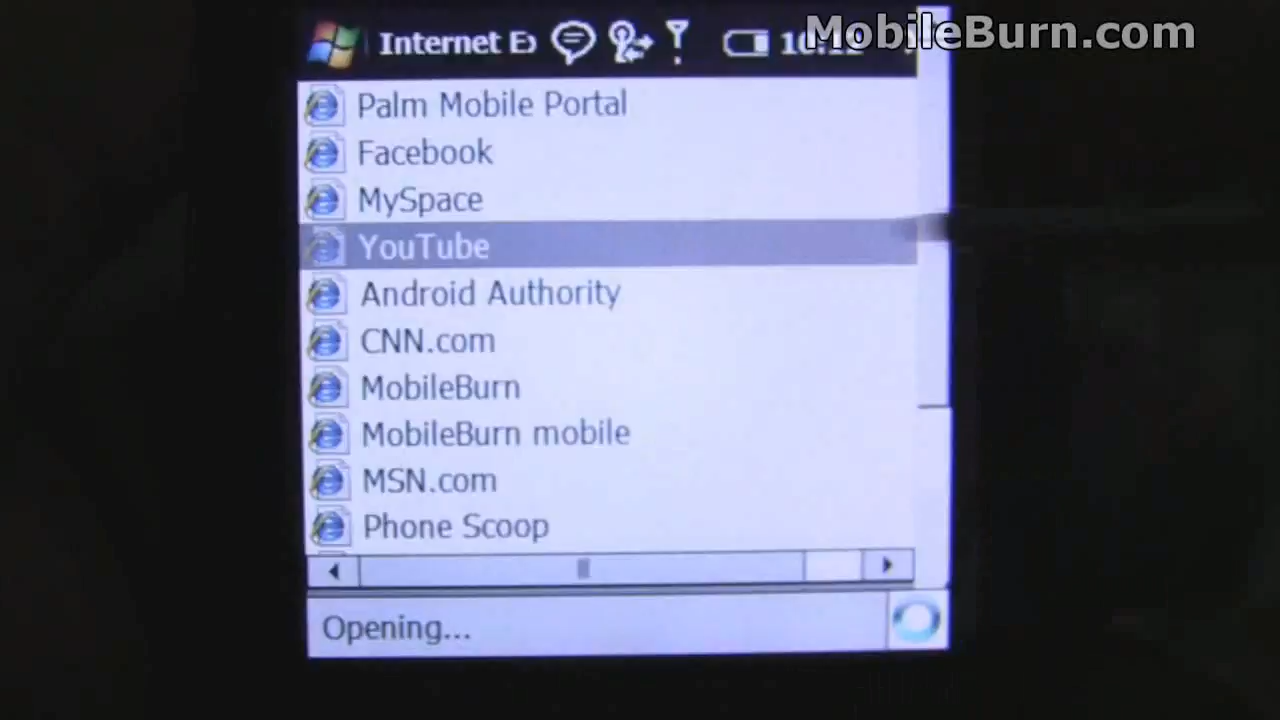 MobileBurn.com
Internet Ex
Palm Mobile Portal
Facebook
MySpace
YouTube
Android Authority
CNN.com
MobileBurn
MobileBurn mobile
MSN.com
Phone Scoop
Opening...